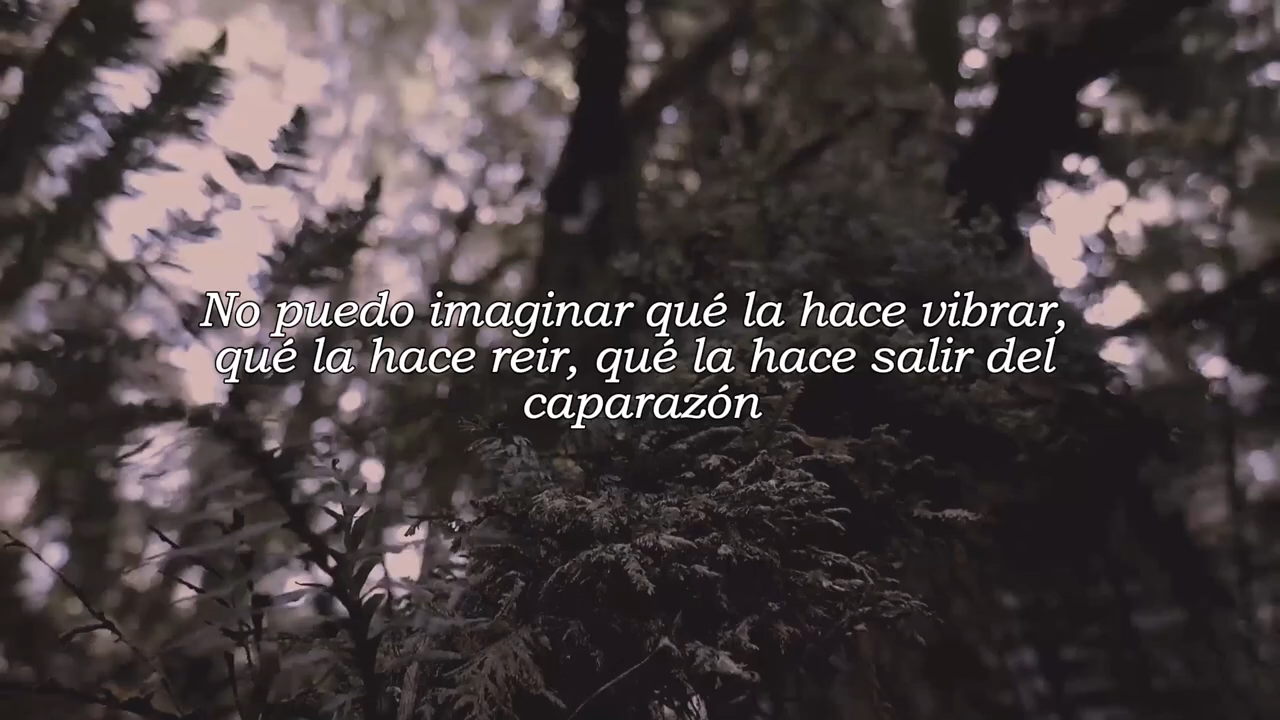 No puedo imaginar qué la hace vibrar,
qué la hace reir, qué la hace salir del
caparazón